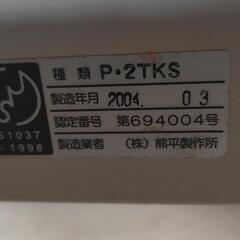 種類 P・2TKS
製造年月 2004. 03
認定番号 第694004号
製造業者 (株)熊平製作所
S1037
-1998